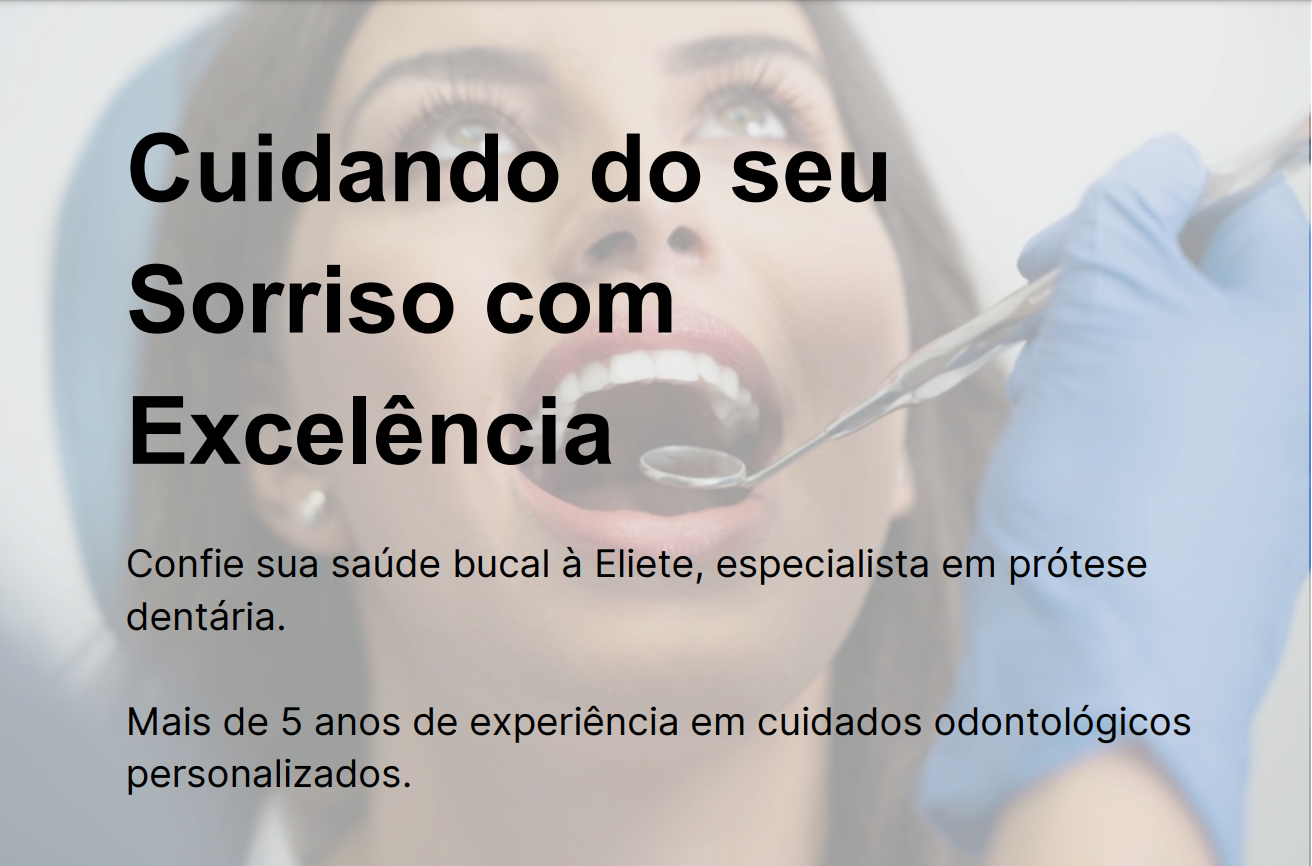 Cuidando do seu
Sorriso com
Excelência
Confie sua saúde bucal à Eliete, especialista em prótese
dentária.
Mais de 5 anos de experiência em cuidados odontológicos
personalizados.